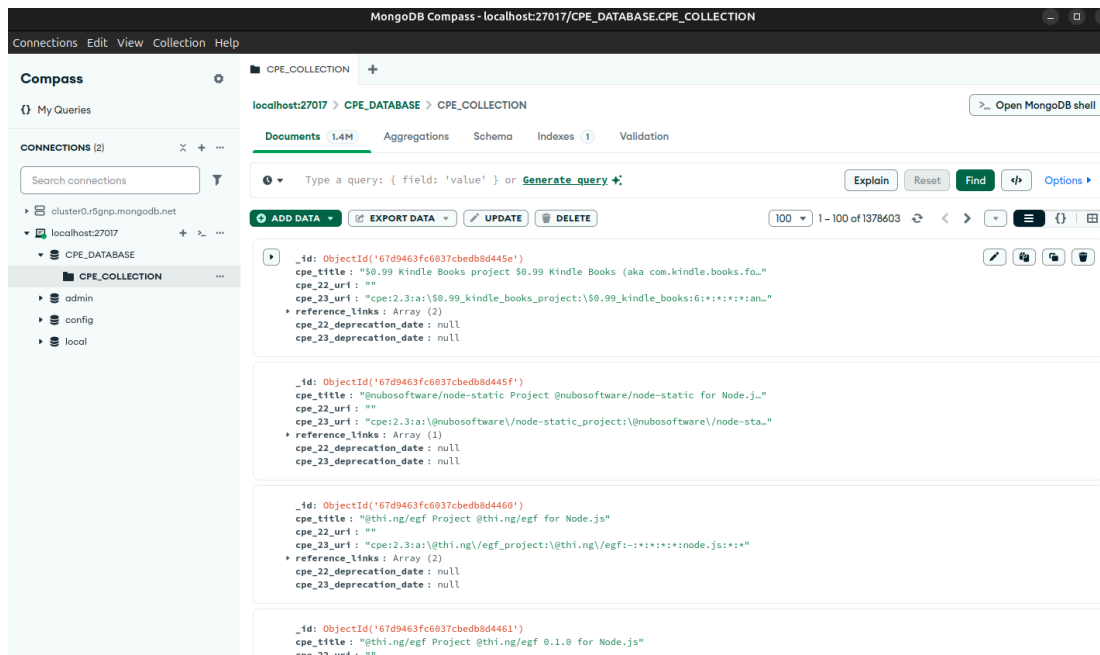 MongoDB Compass - localhost:27017/CPE_DATABASE.CPE_COLLECTION
Connections Edit View Collection Help
Compass
{} My Queries
CONNECTIONS (2)
Search connections
cluster0.r5gnp.mongodb.net
localhost:27017
CPE_DATABASE
CPE_COLLECTION
admin
config
local
CPE_COLLECTION
localhost:27017 > CPE_DATABASE > CPE_COLLECTION
>_ Open MongoDB shell
Documents 1.4M Aggregations Schema Indexes 1 Validation
Type a query: { field: 'value' } or Generate query
Explain Reset Find </> Options
ADD DATA EXPORT DATA UPDATE DELETE
100 1 – 100 of 1378603
_id: ObjectId('67d9463fc6037cbedb8d445e')
cpe_title : "$0.99 Kindle Books project $0.99 Kindle Books (aka com.kindle.books.fo…"
cpe_22_uri : ""
cpe_23_uri : "cpe:2.3:a:\$0.99_kindle_books_project:\$0.99_kindle_books:6:*:*:*:*:an…"
reference_links : Array (2)
cpe_22_deprecation_date : null
cpe_23_deprecation_date : null
_id: ObjectId('67d9463fc6037cbedb8d445f')
cpe_title : "@nubosoftware/node-static Project @nubosoftware/node-static for Node.j…"
cpe_22_uri : ""
cpe_23_uri : "cpe:2.3:a:\@nubosoftware\/node-static_project:\@nubosoftware\/node-sta…"
reference_links : Array (1)
cpe_22_deprecation_date : null
cpe_23_deprecation_date : null
_id: ObjectId('67d9463fc6037cbedb8d4460')
cpe_title : "@thi.ng/egf Project @thi.ng/egf for Node.js"
cpe_22_uri : ""
cpe_23_uri : "cpe:2.3:a:\@thi.ng\/egf_project:\@thi.ng\/egf:-:*:*:*:*:node.js:*:*"
reference_links : Array (2)
cpe_22_deprecation_date : null
cpe_23_deprecation_date : null
_id: ObjectId('67d9463fc6037cbedb8d4461')
cpe_title : "@thi.ng/egf Project @thi.ng/egf 0.1.0 for Node.js"
cpe_22_uri : ""